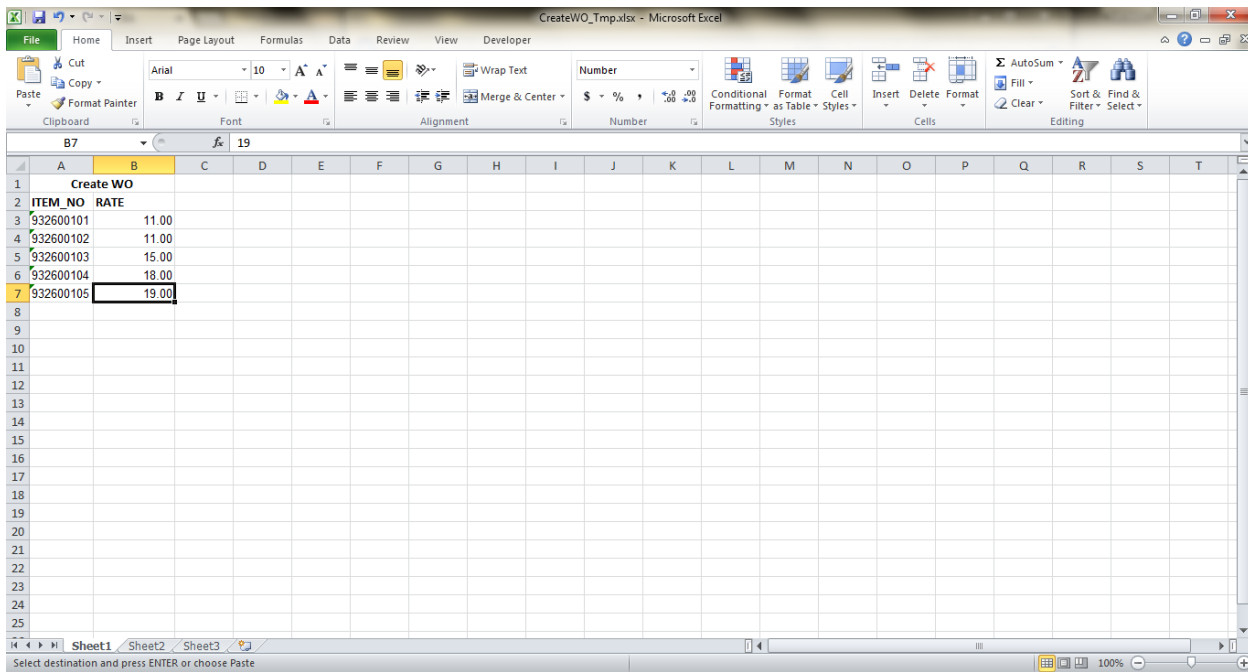 CreateWO_Tmp.xlsx - Microsoft Excel
File Home Insert Page Layout Formulas Data Review View Developer
Paste Cut Copy Format Painter
Clipboard
Arial 10 A A
B I U A
Font
Wrap Text
Merge & Center
Alignment
Number
$ % , .0 .00 .00 .0
Number
Conditional Formatting Format as Table Cell Styles
Styles
Insert Delete Format
Cells
Σ AutoSum Fill Clear Sort & Filter Find & Select
Editing
B7 fx 19
A B C D E F G H I J K L M N O P Q R S T
1 Create WO
2 ITEM_NO RATE
3 932600101 11.00
4 932600102 11.00
5 932600103 15.00
6 932600104 18.00
7 932600105 19.00
8
9
10
11
12
13
14
15
16
17
18
19
20
21
22
23
24
25
Sheet1 Sheet2 Sheet3
Select destination and press ENTER or choose Paste 100%